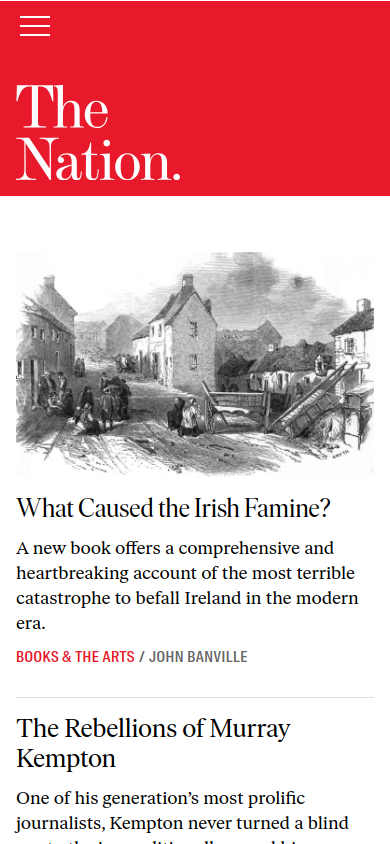 The
Nation.
What Caused the Irish Famine?
A new book offers a comprehensive and
heartbreaking account of the most terrible
catastrophe to befall Ireland in the modern
era.
BOOKS & THE ARTS / JOHN BANVILLE
The Rebellions of Murray
Kempton
One of his generation’s most prolific
journalists, Kempton never turned a blind